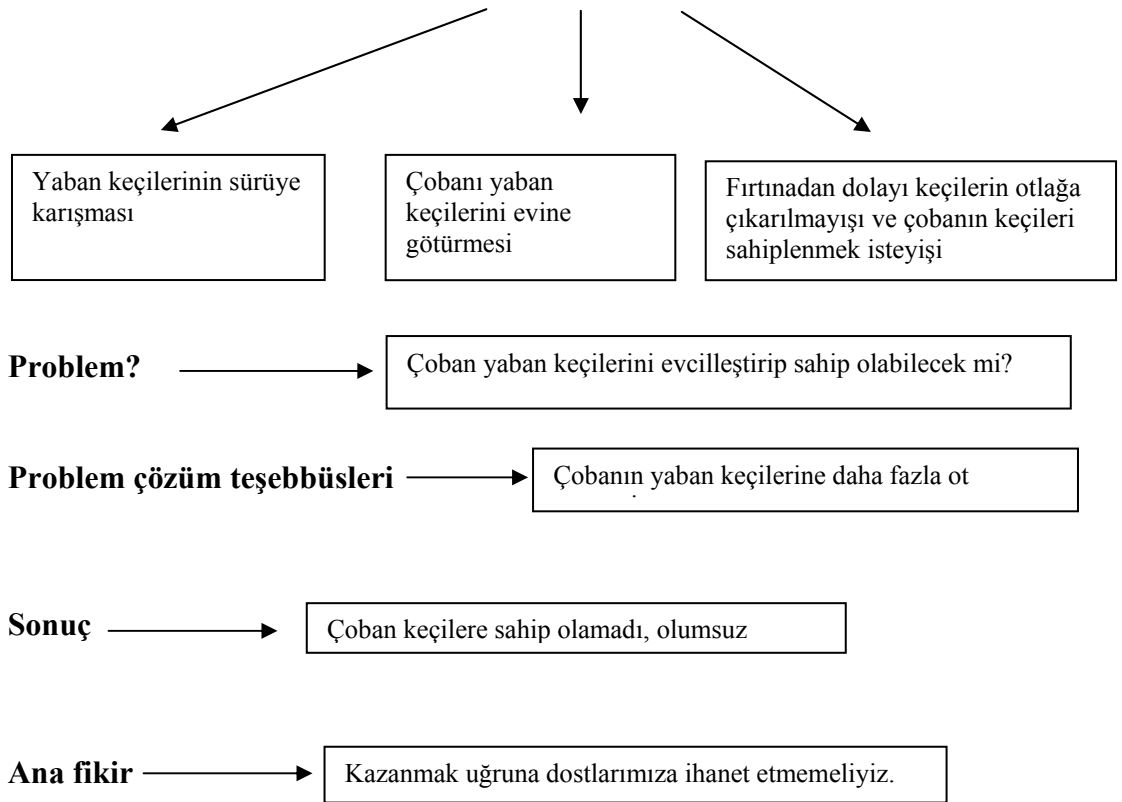 Yaban keçilerinin sürüye
karışması
Çobanı yaban
keçilerini evine
götürmesi
Fırtınadan dolayı keçilerin otlağa
çıkarılmayışı ve çobanın keçileri
sahiplenmek isteyişi
Problem?
Çoban yaban keçilerini evcilleştirip sahip olabilecek mi?
Problem çözüm teşebbüsleri
Çobanın yaban keçilerine daha fazla ot
Sonuç
Çoban keçilere sahip olamadı, olumsuz
Ana fikir
Kazanmak uğruna dostlarımıza ihanet etmemeliyiz.